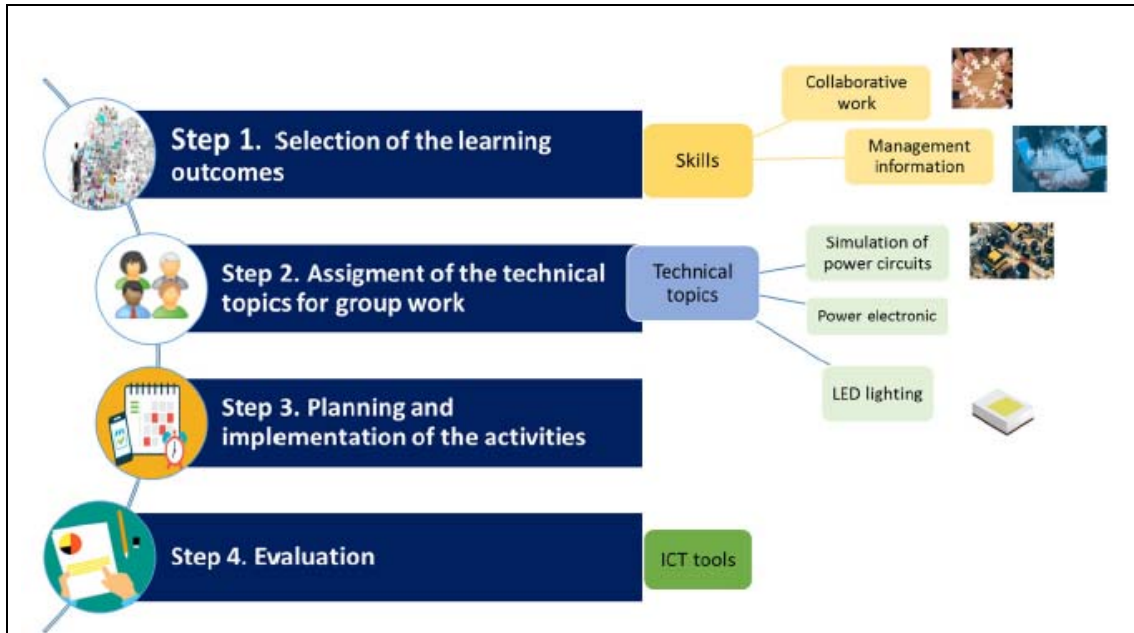 Step 1. Selection of the learning
outcomes
Skills
Collaborative
work
Management
information
Step 2. Assigment of the technical
topics for group work
Technical
topics
Simulation of
power circuits
Power electronic
LED lighting
Step 3. Planning and
implementation of the activities
Step 4. Evaluation
ICT tools